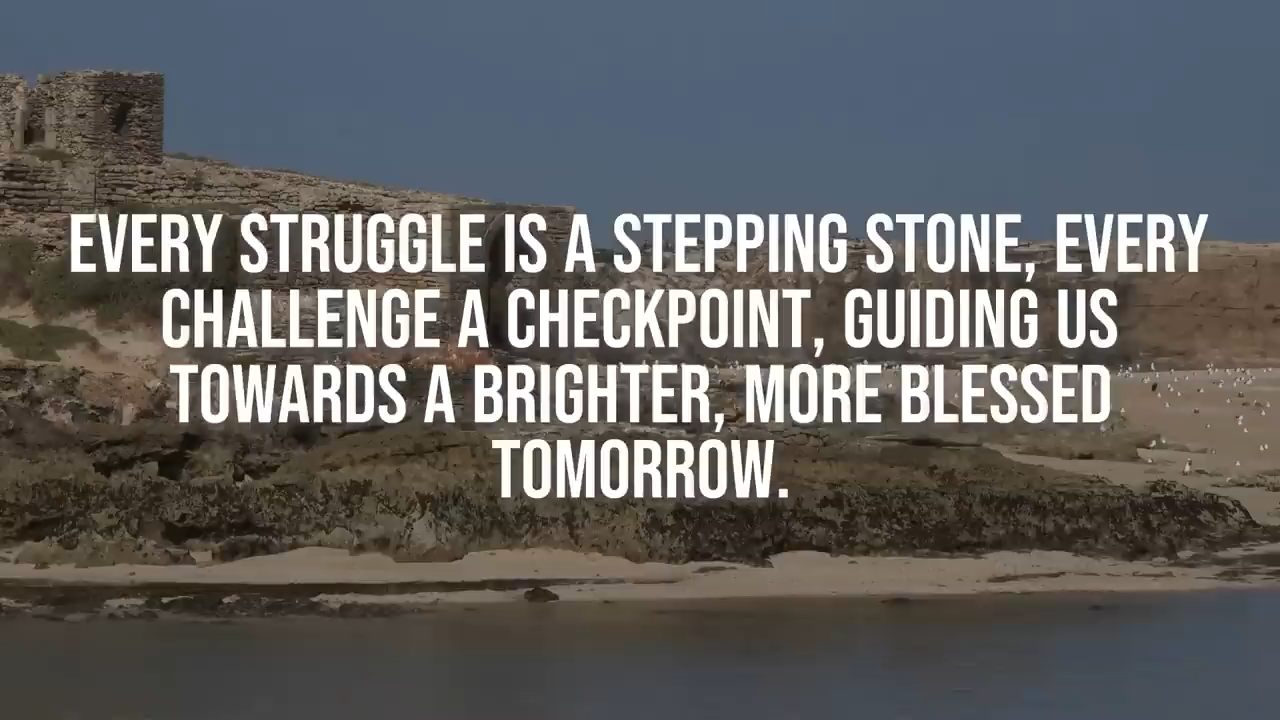 EVERY STRUGGLE IS A STEPPING STONE, EVERY
CHALLENGE A CHECKPOINT, GUIDING US
TOWARDS A BRIGHTER, MORE BLESSED
TOMORROW.